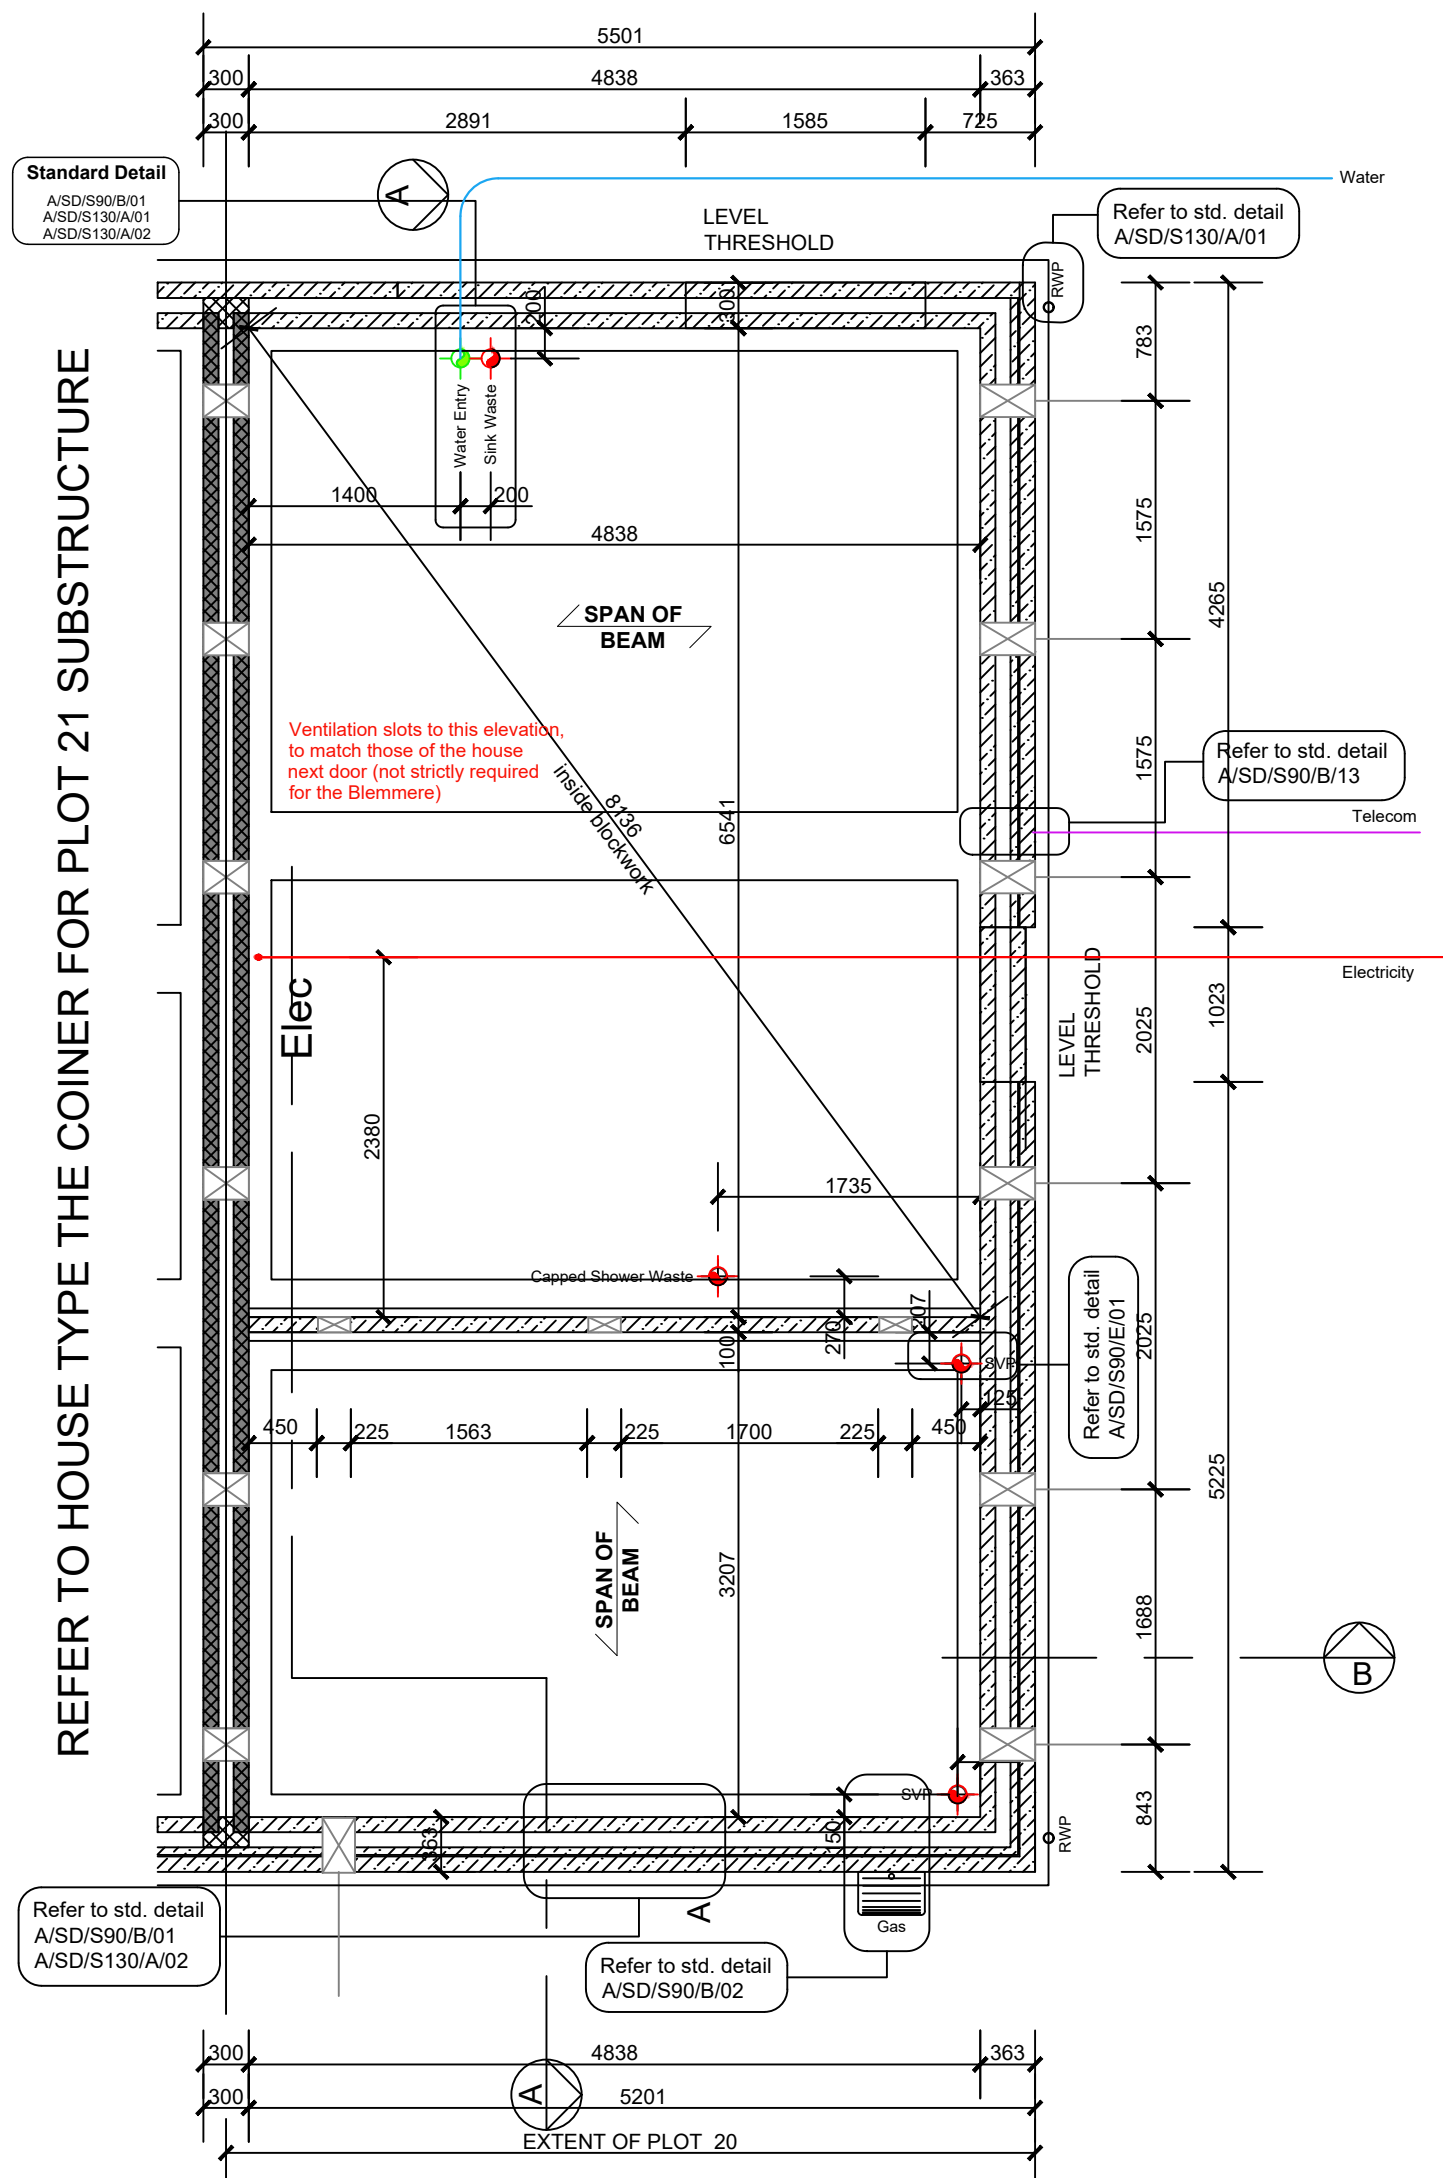 5501
300
4838
363
300
2891
1585
725
Standard Detail
A/SD/S90/B/01
A/SD/S130/A/01
A/SD/S130/A/02
A
Water
LEVEL
THRESHOLD
Refer to std. detail
A/SD/S130/A/01
RWP
200
300
783
Water Entry
Sink Waste
1400
200
4838
1575
SPAN OF
BEAM
4265
REFER TO HOUSE TYPE THE COINER FOR PLOT 21 SUBSTRUCTURE
Ventilation slots to this elevation,
to match those of the house
next door (not strictly required
for the Blemmere)
8136
inside blockwork
6541
1575
Refer to std. detail
A/SD/S90/B/13
Telecom
Electricity
Elec
LEVEL
THRESHOLD
2025
1023
2380
1735
Capped Shower Waste
270
207
100
SVP
125
Refer to std. detail
A/SD/S90/E/01
2025
450
225
1563
225
1700
225
450
5225
SPAN OF
BEAM
3207
1688
B
SVP
50
363
843
RWP
Refer to std. detail
A/SD/S90/B/01
A/SD/S130/A/02
A
Gas
Refer to std. detail
A/SD/S90/B/02
300
4838
363
300
A
5201
EXTENT OF PLOT 20